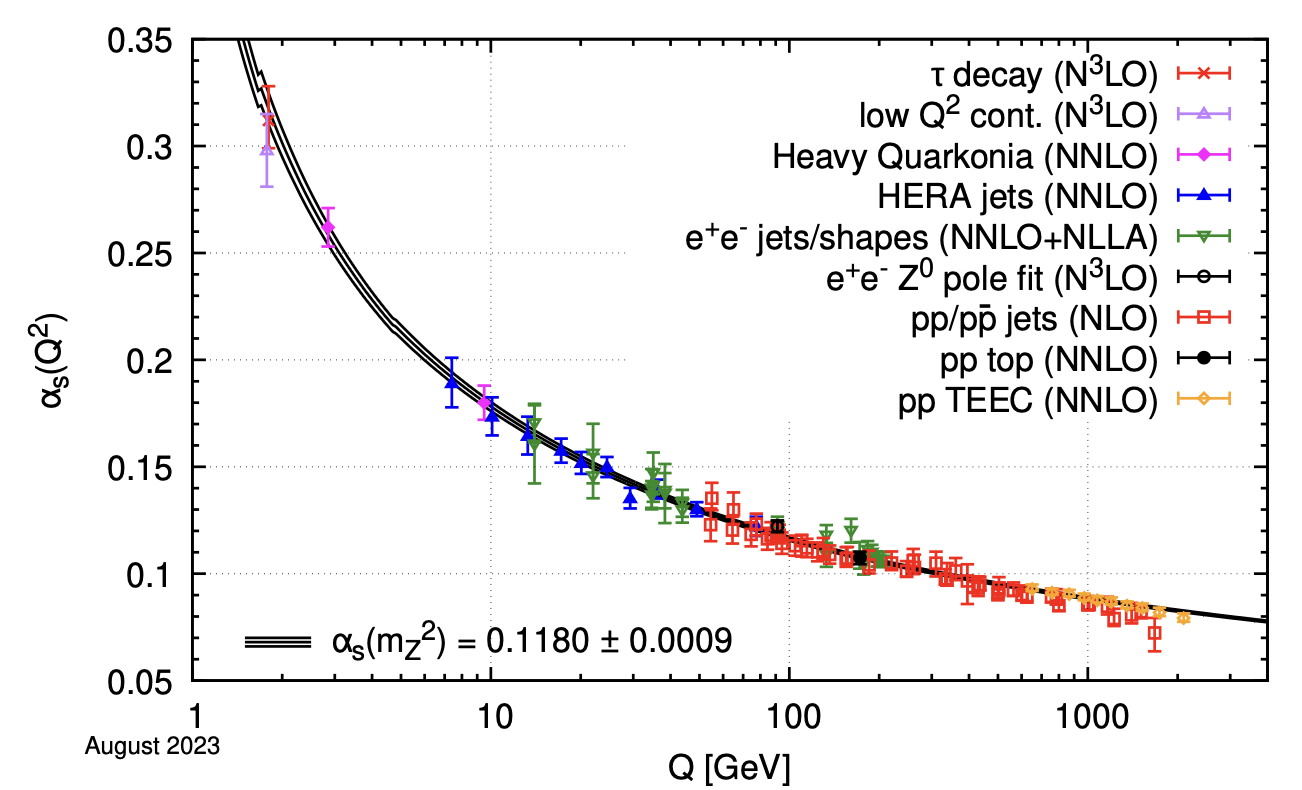 0.35
0.3
0.25
0.2
0.15
0.1
0.05
αs(Q²)
τ decay (N³LO)
low Q² cont. (N³LO)
Heavy Quarkonia (NNLO)
HERA jets (NNLO)
e⁺e⁻ jets/shapes (NNLO+NLLA)
e⁺e⁻ Z⁰ pole fit (N³LO)
pp/pp̄ jets (NLO)
pp top (NNLO)
pp TEEC (NNLO)
αs(mZ²) = 0.1180 ± 0.0009
1 10 100 1000
August 2023
Q [GeV]